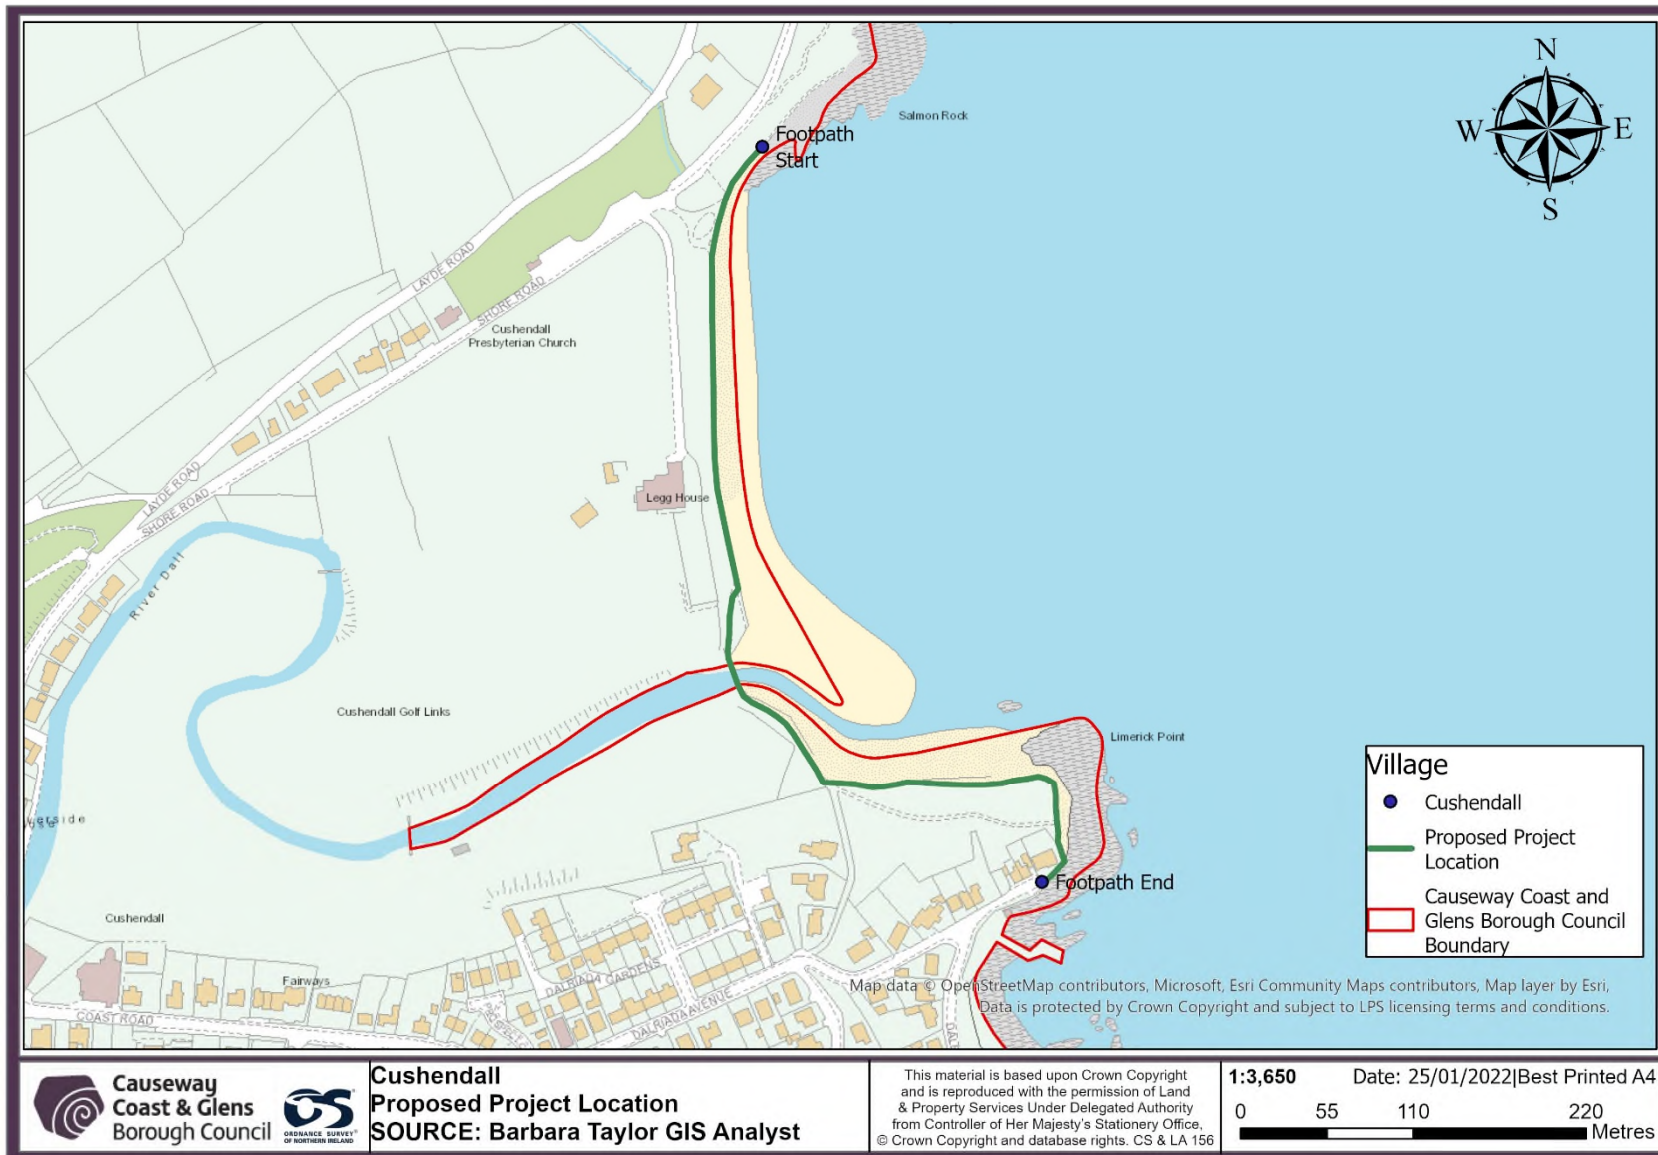 N
W
E
S
Salmon Rock
Footpath
Start
LAYDE ROAD
SHORE ROAD
Cushendall
Presbyterian Church
LAYDE ROAD
SHORE ROAD
Legg House
River Dall
Cushendall Golf Links
Limerick Point
Footpath End
Cushendall
Fairways
DALRIADA GARDENS
DALRIADA AVENUE
COAST ROAD
Village
Cushendall
Proposed Project
Location
Causeway Coast and
Glens Borough Council
Boundary
Map data © OpenStreetMap contributors, Microsoft, Esri Community Maps contributors, Map layer by Esri,
Data is protected by Crown Copyright and subject to LPS licensing terms and conditions.
Causeway
Coast & Glens
Borough Council
OS
ORDNANCE SURVEY®
OF NORTHERN IRELAND
Cushendall
Proposed Project Location
SOURCE: Barbara Taylor GIS Analyst
This material is based upon Crown Copyright
and is reproduced with the permission of Land
& Property Services Under Delegated Authority
from Controller of Her Majesty's Stationery Office,
© Crown Copyright and database rights. CS & LA 156
1:3,650 Date: 25/01/2022|Best Printed A4
0 55 110 220
Metres